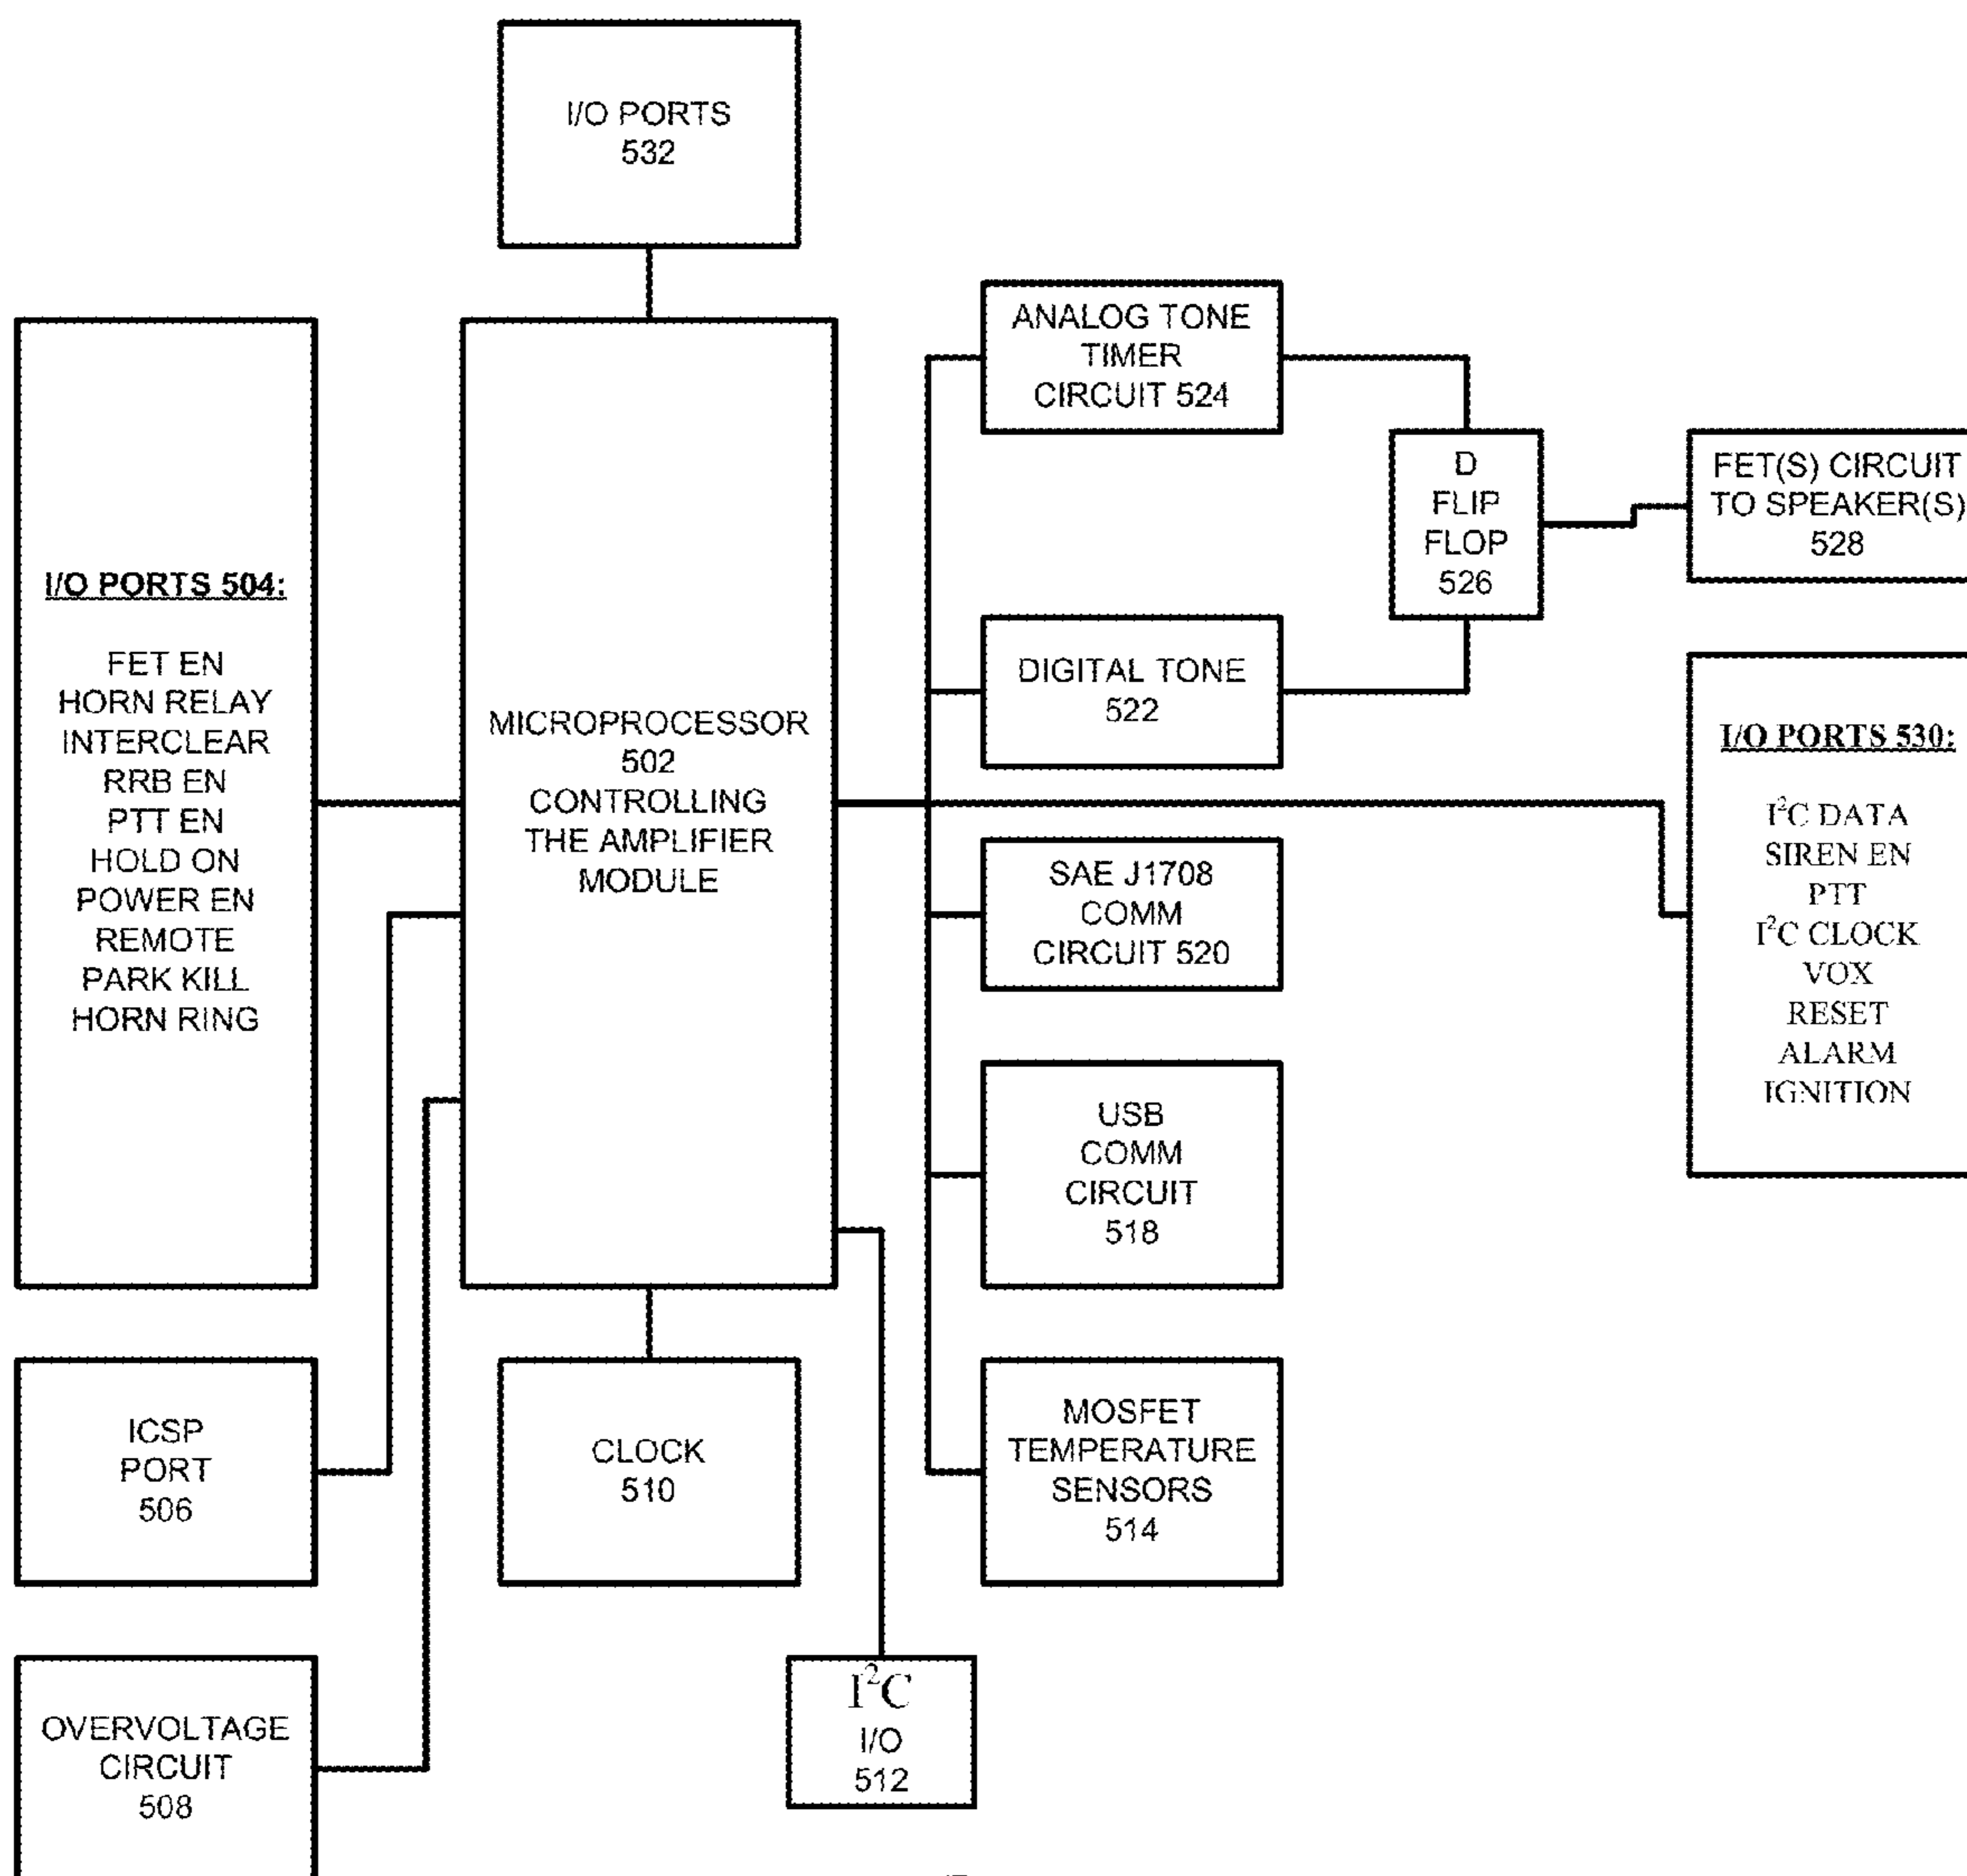 I/O PORTS
532
I/O PORTS 504:
FET EN
HORN RELAY
INTERCLEAR
RRB EN
PTT EN
HOLD ON
POWER EN
REMOTE
PARK KILL
HORN RING
MICROPROCESSOR
502
CONTROLLING
THE AMPLIFIER
MODULE
ANALOG TONE
TIMER
CIRCUIT 524
D
FLIP
FLOP
526
FET(S) CIRCUIT
TO SPEAKER(S)
528
DIGITAL TONE
522
I/O PORTS 530:
I²C DATA
SIREN EN
PTT
I²C CLOCK
VOX
RESET
ALARM
IGNITION
SAE J1708
COMM
CIRCUIT 520
USB
COMM
CIRCUIT
518
ICSP
PORT
506
CLOCK
510
MOSFET
TEMPERATURE
SENSORS
514
OVERVOLTAGE
CIRCUIT
508
I²C
I/O
512